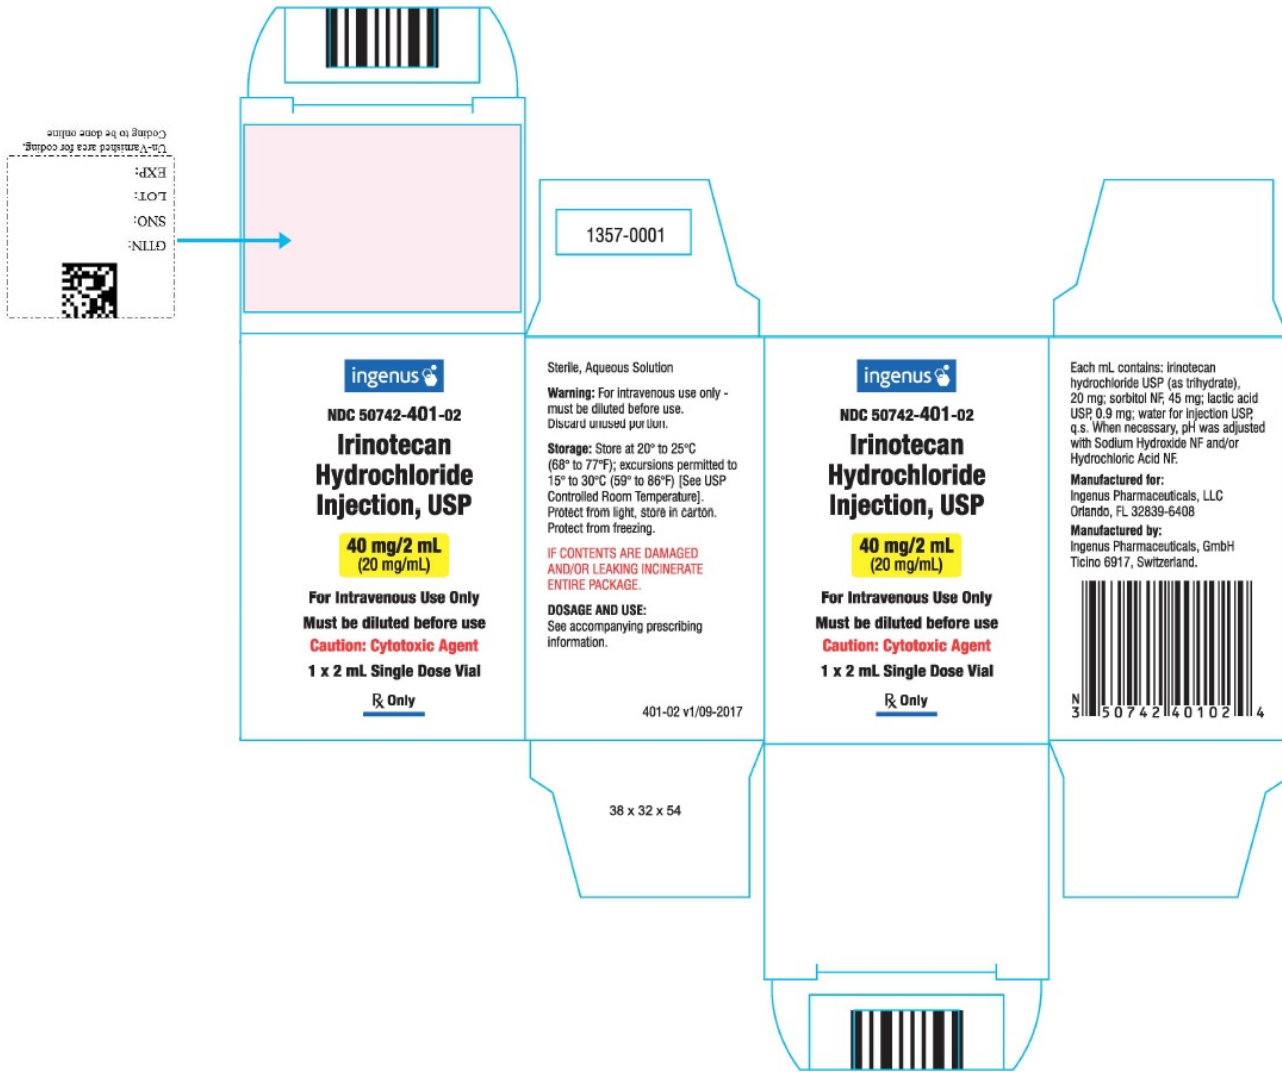 Un-Varnished area for coding,
Coding to be done online
EXP:
LOT:
SNO:
GTIN:
1357-0001
ingenus
NDC 50742-401-02
Irinotecan
Hydrochloride
Injection, USP
40 mg/2 mL
(20 mg/mL)
For Intravenous Use Only
Must be diluted before use
Caution: Cytotoxic Agent
1 x 2 mL Single Dose Vial
℞ Only
Sterile, Aqueous Solution
Warning: For intravenous use only -
must be diluted before use.
Discard unused portion.
Storage: Store at 20° to 25°C
(68° to 77°F); excursions permitted to
15° to 30°C (59° to 86°F) [See USP
Controlled Room Temperature].
Protect from light, store in carton.
Protect from freezing.
IF CONTENTS ARE DAMAGED
AND/OR LEAKING INCINERATE
ENTIRE PACKAGE.
DOSAGE AND USE:
See accompanying prescribing
information.
401-02 v1/09-2017
ingenus
NDC 50742-401-02
Irinotecan
Hydrochloride
Injection, USP
40 mg/2 mL
(20 mg/mL)
For Intravenous Use Only
Must be diluted before use
Caution: Cytotoxic Agent
1 x 2 mL Single Dose Vial
℞ Only
Each mL contains: irinotecan
hydrochloride USP (as trihydrate),
20 mg; sorbitol NF, 45 mg; lactic acid
USP, 0.9 mg; water for injection USP,
q.s. When necessary, pH was adjusted
with Sodium Hydroxide NF and/or
Hydrochloric Acid NF.
Manufactured for:
Ingenus Pharmaceuticals, LLC
Orlando, FL 32839-6408
Manufactured by:
Ingenus Pharmaceuticals, GmbH
Ticino 6917, Switzerland.
N
3 50742 40102 4
38 x 32 x 54